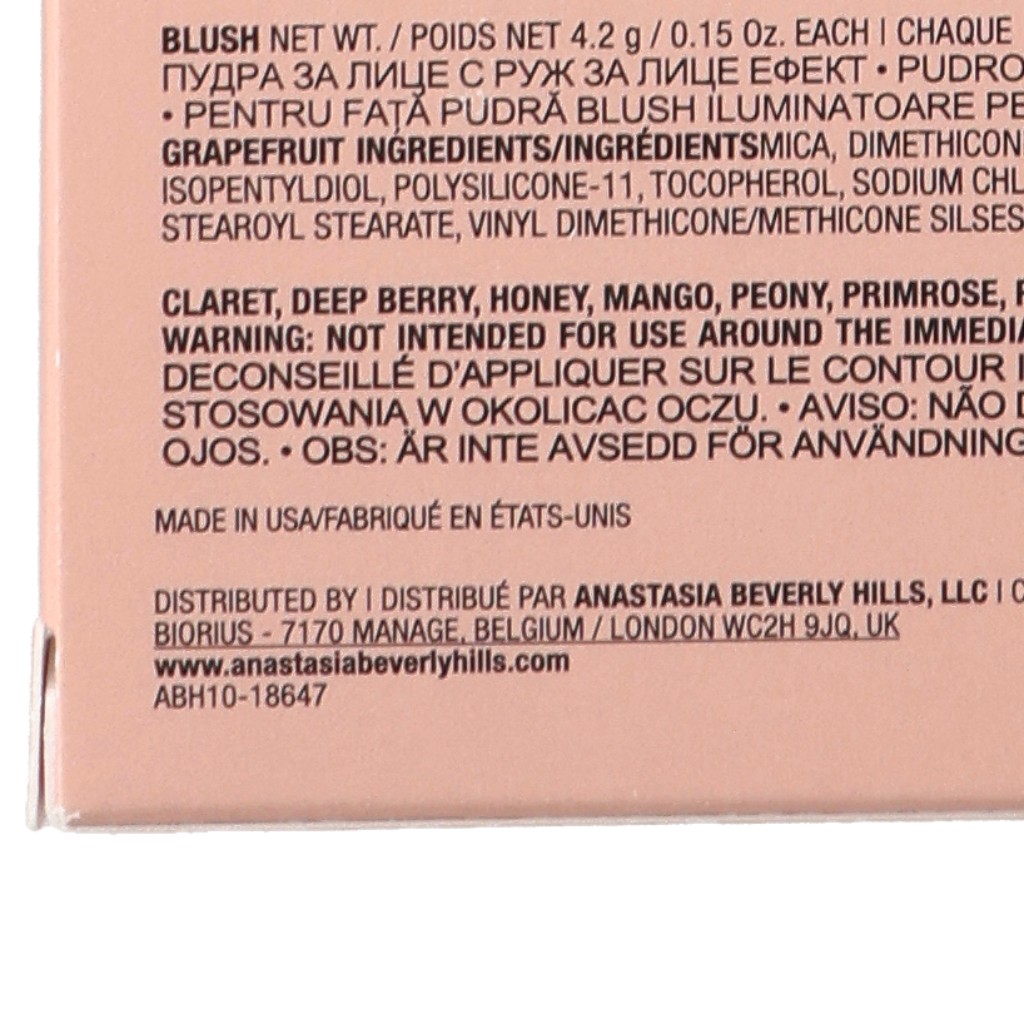 BLUSH NET WT. / POIDS NET 4.2 g / 0.15 Oz. EACH | CHAQUE
ПУДРА ЗА ЛИЦЕ С РУЖ ЗА ЛИЦЕ ЕФЕКТ • PUDRO
• PENTRU FAȚĂ PUDRĂ BLUSH ILUMINATOARE PE
GRAPEFRUIT INGREDIENTS/INGRÉDIENTSMICA, DIMETHICON
ISOPENTYLDIOL, POLYSILICONE-11, TOCOPHEROL, SODIUM CHL
STEAROYL STEARATE, VINYL DIMETHICONE/METHICONE SILSES
CLARET, DEEP BERRY, HONEY, MANGO, PEONY, PRIMROSE,
WARNING: NOT INTENDED FOR USE AROUND THE IMMEDIA
DECONSEILLÉ D'APPLIQUER SUR LE CONTOUR
STOSOWANIA W OKOLICAC OCZU. • AVISO: NÃO
OJOS. • OBS: ÄR INTE AVSEDD FÖR ANVÄNDNING
MADE IN USA/FABRIQUÉ EN ÉTATS-UNIS
DISTRIBUTED BY | DISTRIBUÉ PAR ANASTASIA BEVERLY HILLS, LLC |
BIORIUS - 7170 MANAGE, BELGIUM / LONDON WC2H 9JQ, UK
www.anastasiabeverlyhills.com
ABH10-18647